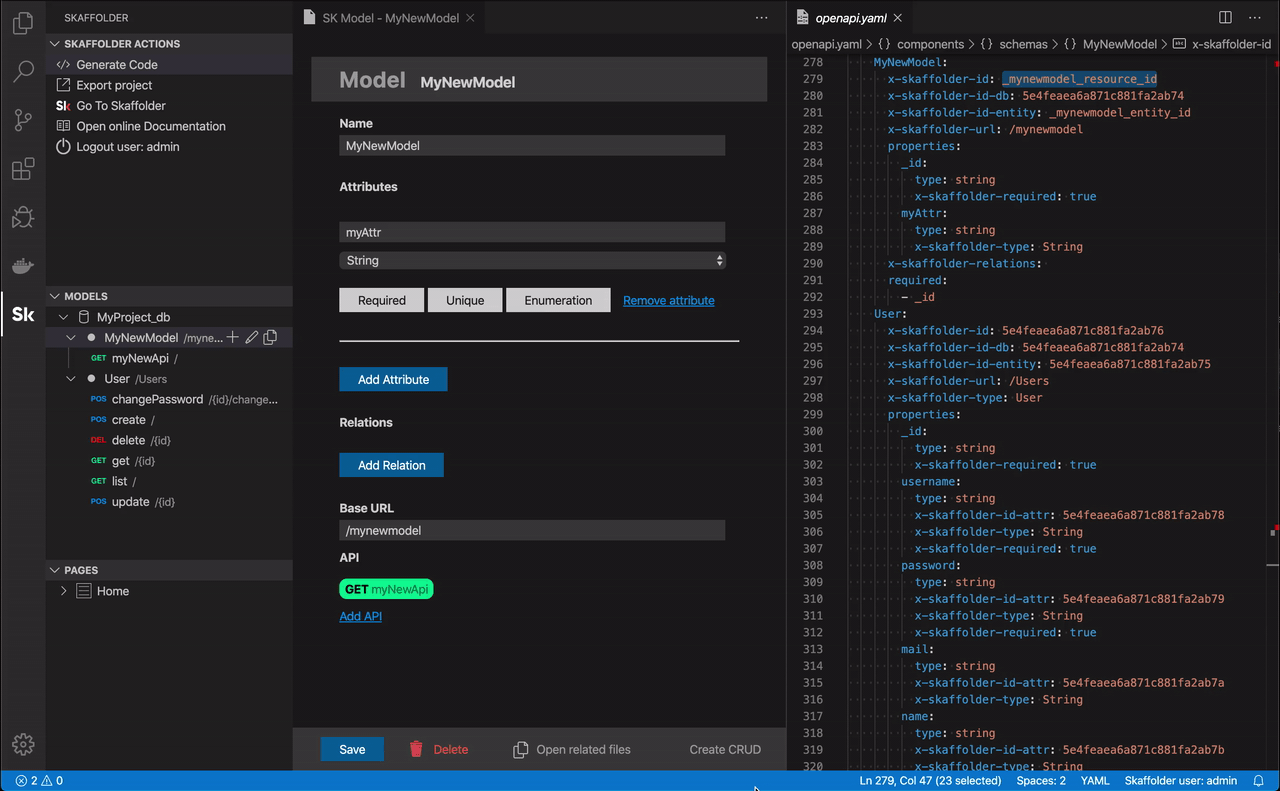 SKAFFOLDER
SKAFFOLDER ACTIONS
Generate Code
Export project
Sk Go To Skaffolder
Open online Documentation
Logout user: admin
Sk
MODELS
MyProject_db
MyNewModel /myne...
GET myNewApi /
User /Users
POS changePassword /{id}/change...
POS create /
DEL delete /{id}
GET get /{id}
GET list /
POS update /{id}
PAGES
Home
SK Model - MyNewModel
Model MyNewModel
Name
MyNewModel
Attributes
myAttr
String
Required Unique Enumeration Remove attribute
Add Attribute
Relations
Add Relation
Base URL
/mynewmodel
API
GET myNewApi
Add API
Save Delete Open related files Create CRUD
openapi.yaml
openapi.yaml > {} components > {} schemas > {} MyNewModel > abc x-skaffolder-id
278 MyNewModel:
279 x-skaffolder-id: _mynewmodel_resource_id
280 x-skaffolder-id-db: 5e4feaea6a871c881fa2ab74
281 x-skaffolder-id-entity: _mynewmodel_entity_id
282 x-skaffolder-url: /mynewmodel
283 properties:
284 _id:
285 type: string
286 x-skaffolder-required: true
287 myAttr:
288 type: string
289 x-skaffolder-type: String
290 x-skaffolder-relations:
291 required:
292 - _id
293 User:
294 x-skaffolder-id: 5e4feaea6a871c881fa2ab76
295 x-skaffolder-id-db: 5e4feaea6a871c881fa2ab74
296 x-skaffolder-id-entity: 5e4feaea6a871c881fa2ab75
297 x-skaffolder-url: /Users
298 x-skaffolder-type: User
299 properties:
300 _id:
301 type: string
302 x-skaffolder-required: true
303 username:
304 type: string
305 x-skaffolder-id-attr: 5e4feaea6a871c881fa2ab78
306 x-skaffolder-type: String
307 x-skaffolder-required: true
308 password:
309 type: string
310 x-skaffolder-id-attr: 5e4feaea6a871c881fa2ab79
311 x-skaffolder-type: String
312 x-skaffolder-required: true
313 mail:
314 type: string
315 x-skaffolder-id-attr: 5e4feaea6a871c881fa2ab7a
316 x-skaffolder-type: String
317 name:
318 type: string
319 x-skaffolder-id-attr: 5e4feaea6a871c881fa2ab7b
320 x-skaffolder-type: String
2 0 Ln 279, Col 47 (23 selected) Spaces: 2 YAML Skaffolder user: admin